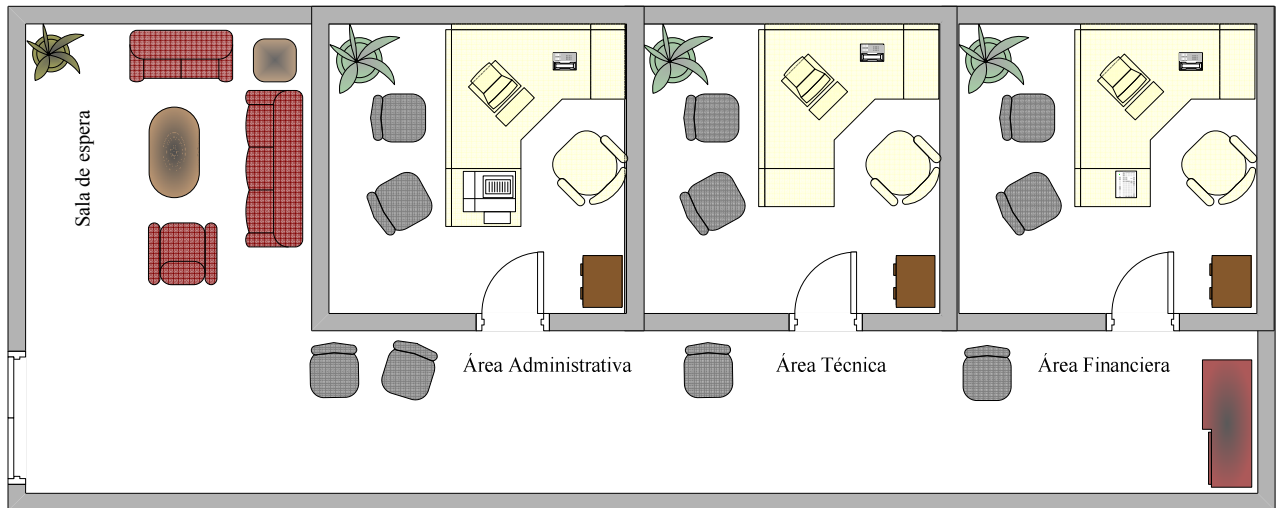 Sala de espera
Área Administrativa
Área Técnica
Área Financiera